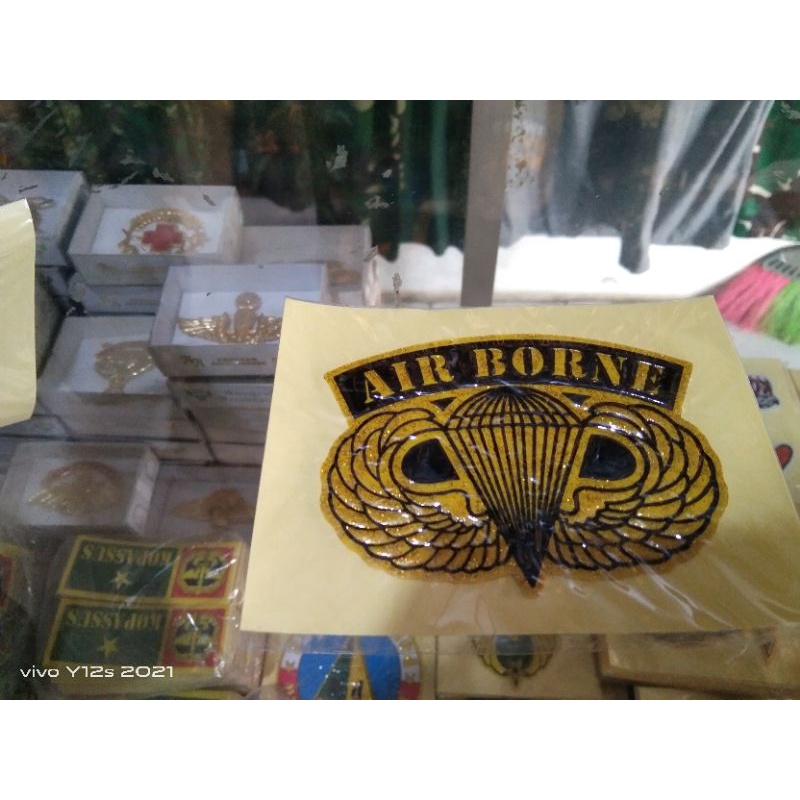 AIR BORNE
KOPASSUS
KOPASSUS
vivo Y12s 2021